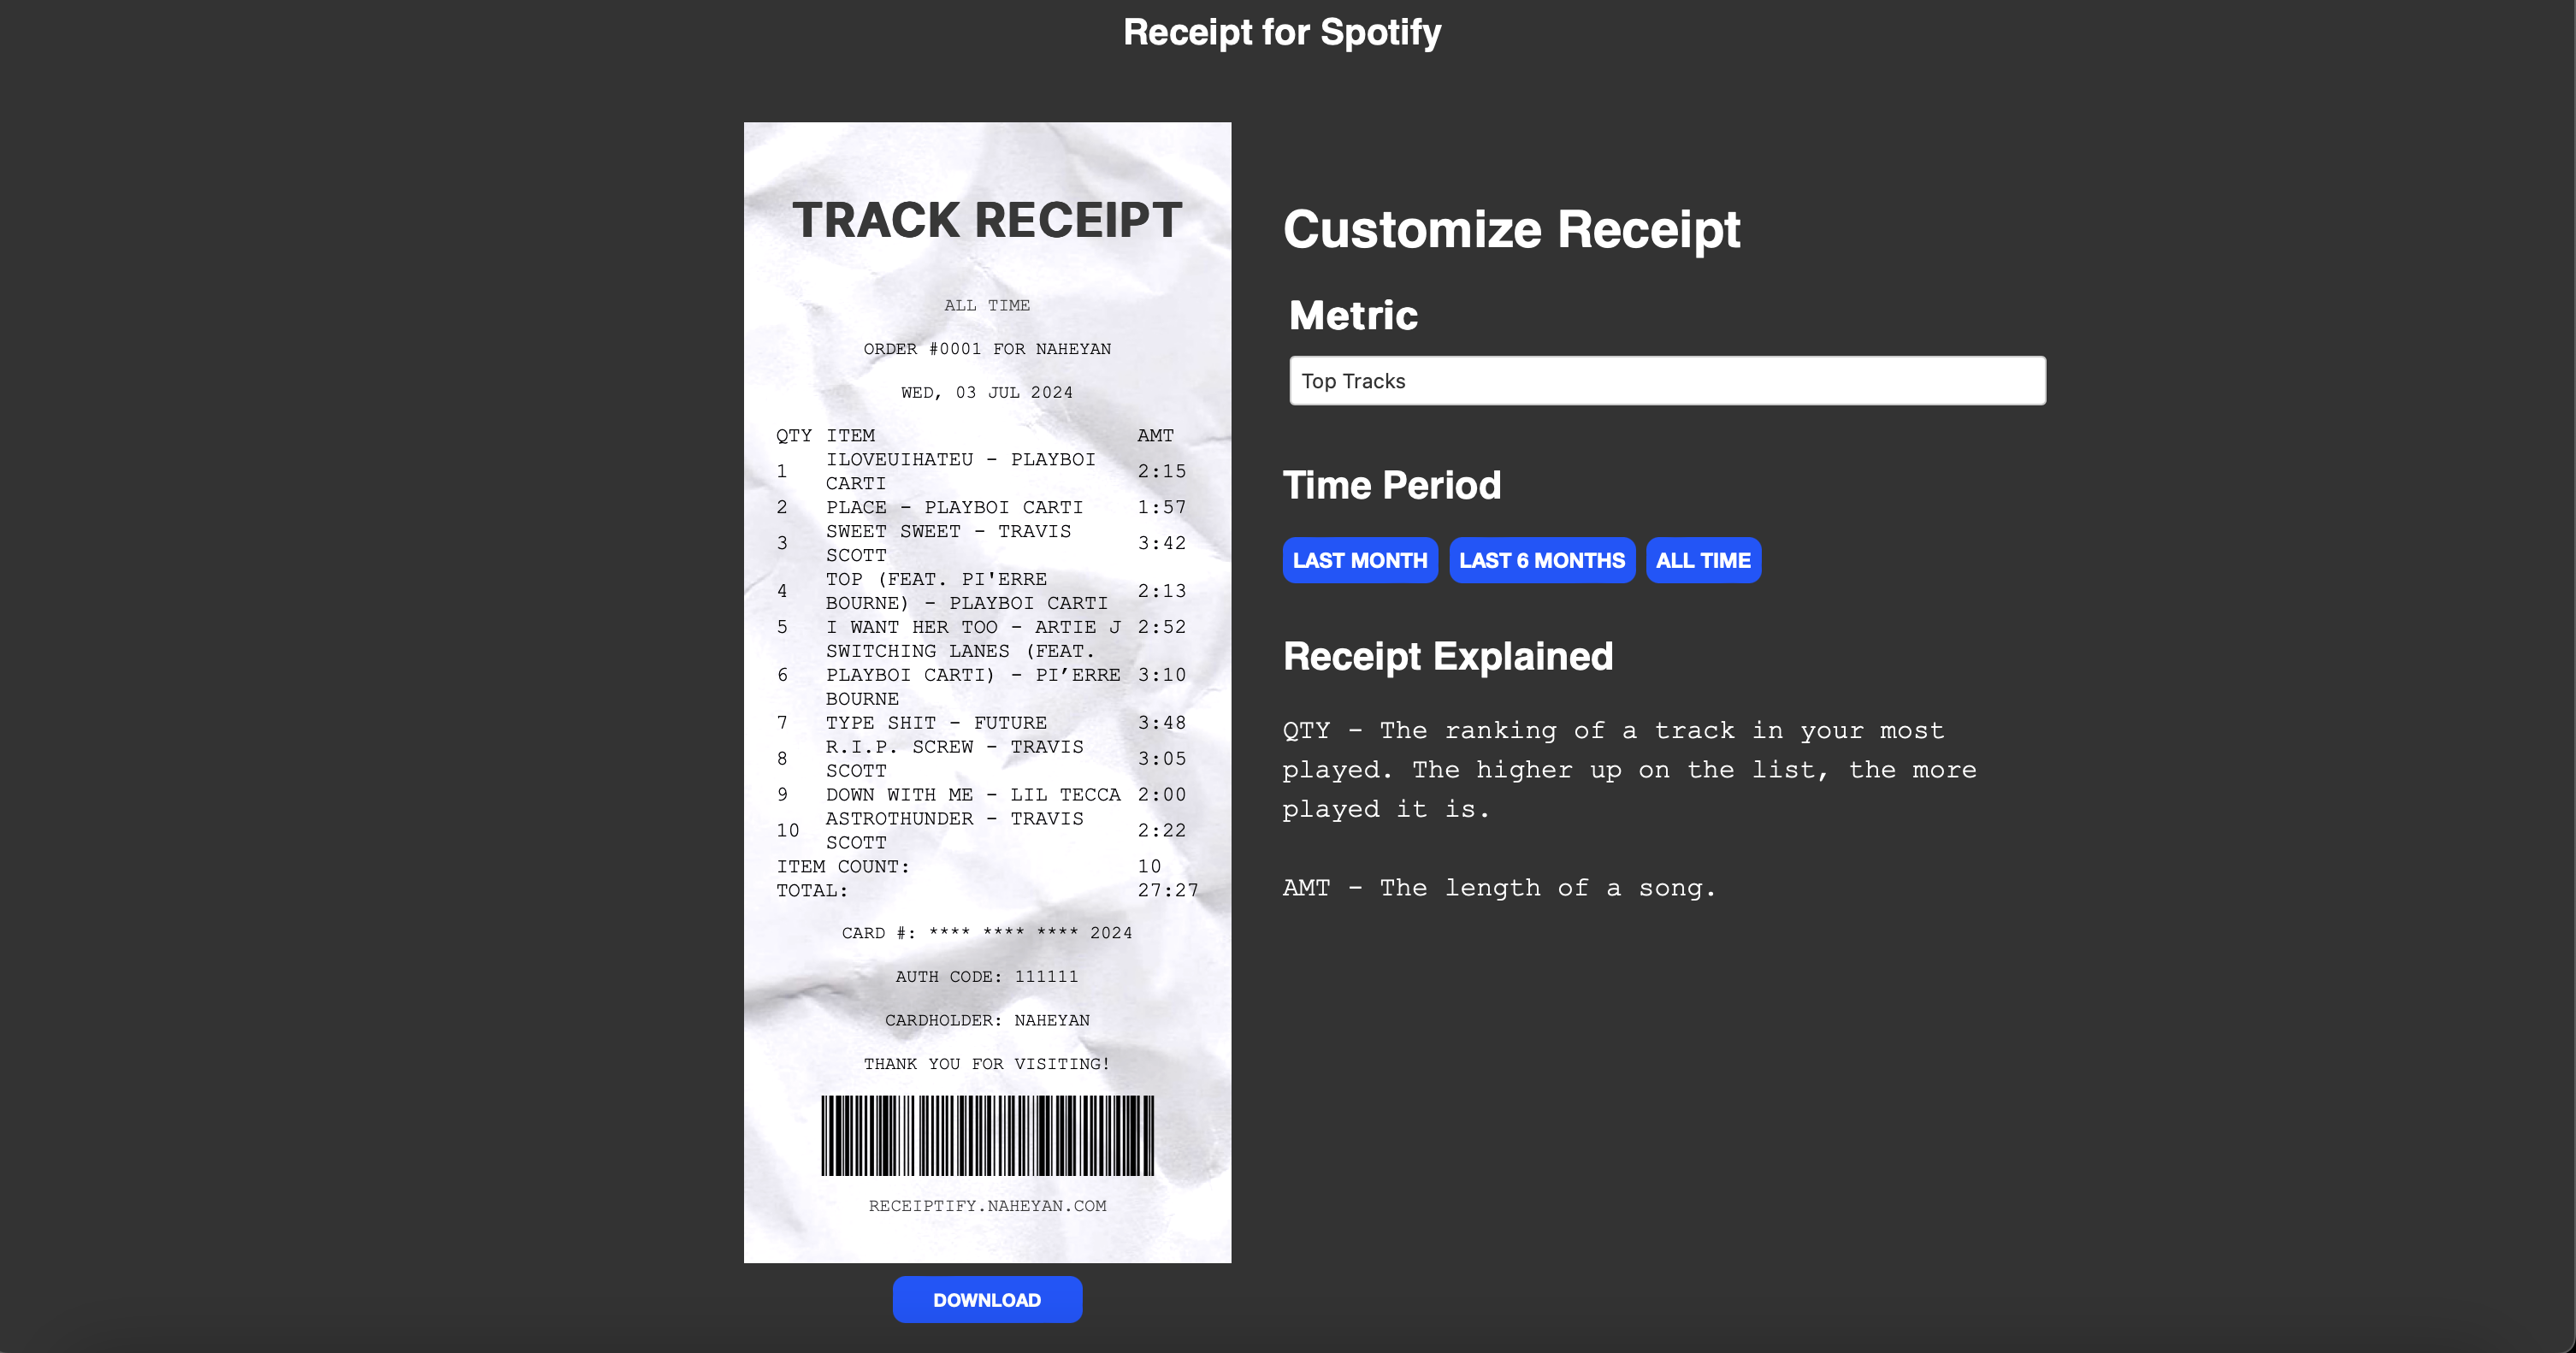 Receipt for Spotify
TRACK RECEIPT
ALL TIME
ORDER #0001 FOR NAHEYAN
WED, 03 JUL 2024
QTY ITEM AMT
1 ILOVEUIHATEU - PLAYBOI
CARTI 2:15
2 PLACE - PLAYBOI CARTI 1:57
3 SWEET SWEET - TRAVIS
SCOTT 3:42
4 TOP (FEAT. PI'ERRE
BOURNE) - PLAYBOI CARTI 2:13
5 I WANT HER TOO - ARTIE J 2:52
SWITCHING LANES (FEAT.
6 PLAYBOI CARTI) - PI’ERRE 3:10
BOURNE
7 TYPE SHIT - FUTURE 3:48
8 R.I.P. SCREW - TRAVIS
SCOTT 3:05
9 DOWN WITH ME - LIL TECCA 2:00
10 ASTROTHUNDER - TRAVIS
SCOTT 2:22
ITEM COUNT: 10
TOTAL: 27:27
CARD #: **** **** **** 2024
AUTH CODE: 111111
CARDHOLDER: NAHEYAN
THANK YOU FOR VISITING!
RECEIPTIFY.NAHEYAN.COM
DOWNLOAD
Customize Receipt
Metric
Top Tracks
Time Period
LAST MONTH LAST 6 MONTHS ALL TIME
Receipt Explained
QTY - The ranking of a track in your most
played. The higher up on the list, the more
played it is.
AMT - The length of a song.